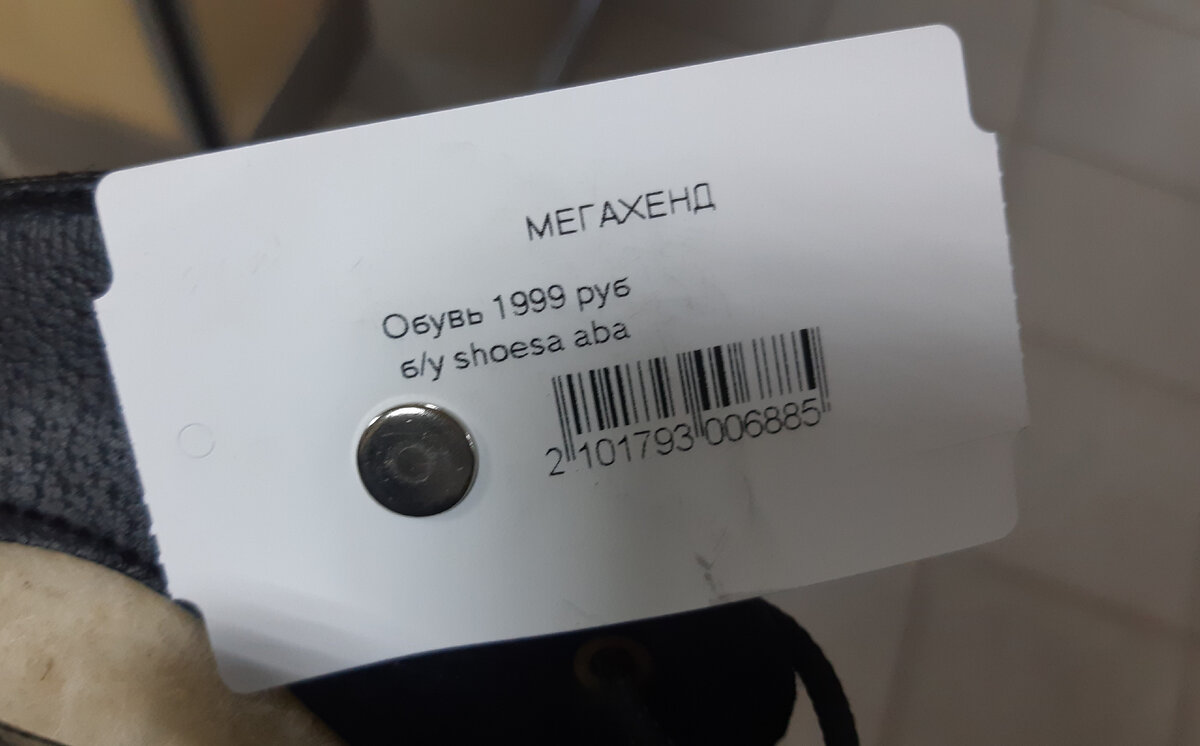 МЕГАХЕНД
Обувь 1999 руб
б/у shoesa aba
2 101793 006885